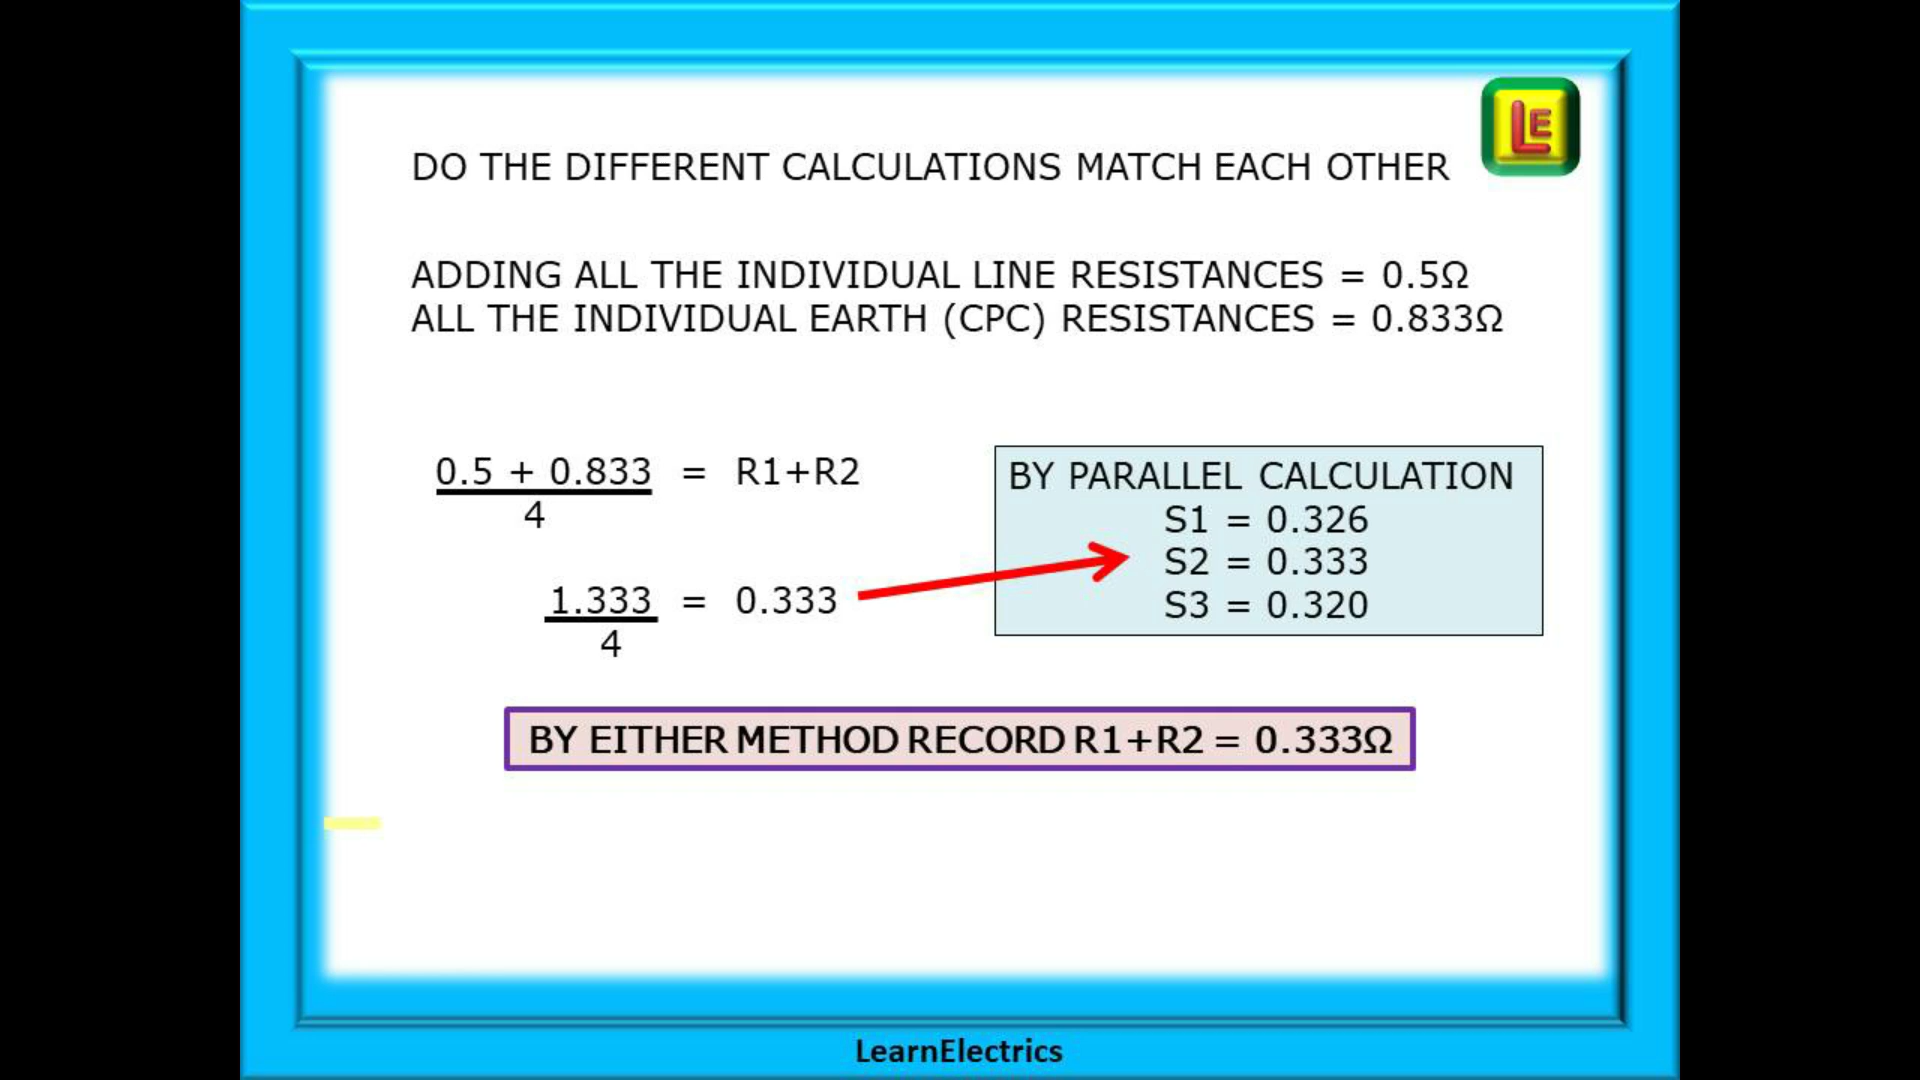 LE
DO THE DIFFERENT CALCULATIONS MATCH EACH OTHER
ADDING ALL THE INDIVIDUAL LINE RESISTANCES = 0.5Ω
ALL THE INDIVIDUAL EARTH (CPC) RESISTANCES = 0.833Ω
0.5 + 0.833 = R1+R2
4
1.333 = 0.333
4
BY PARALLEL CALCULATION
S1 = 0.326
S2 = 0.333
S3 = 0.320
BY EITHER METHOD RECORD R1+R2 = 0.333Ω
LearnElectrics